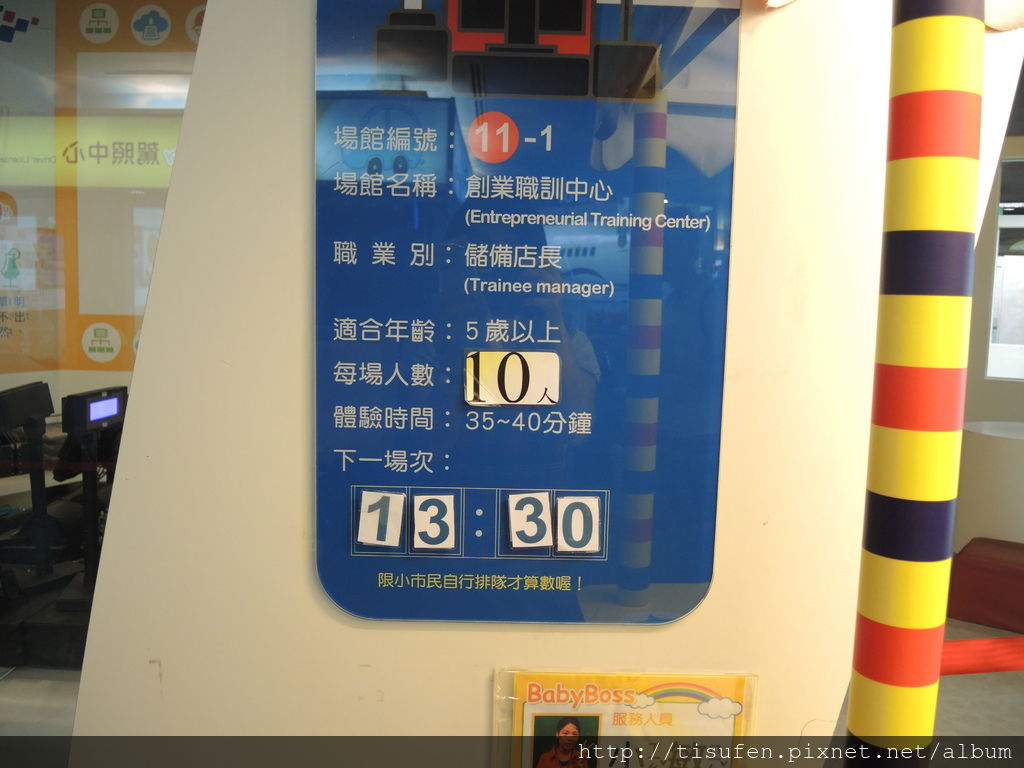 駕照中心
Driver License
場館編號： 11-1
場館名稱：創業職訓中心
(Entrepreneurial Training Center)
職業別：儲備店長
(Trainee manager)
適合年齡：5歲以上
每場人數：10人
體驗時間：35~40分鐘
下一場次：
13:30
限小市民自行排隊才算數喔！
BabyBoss
服務人員
http://tisufen.pixnet.net/album